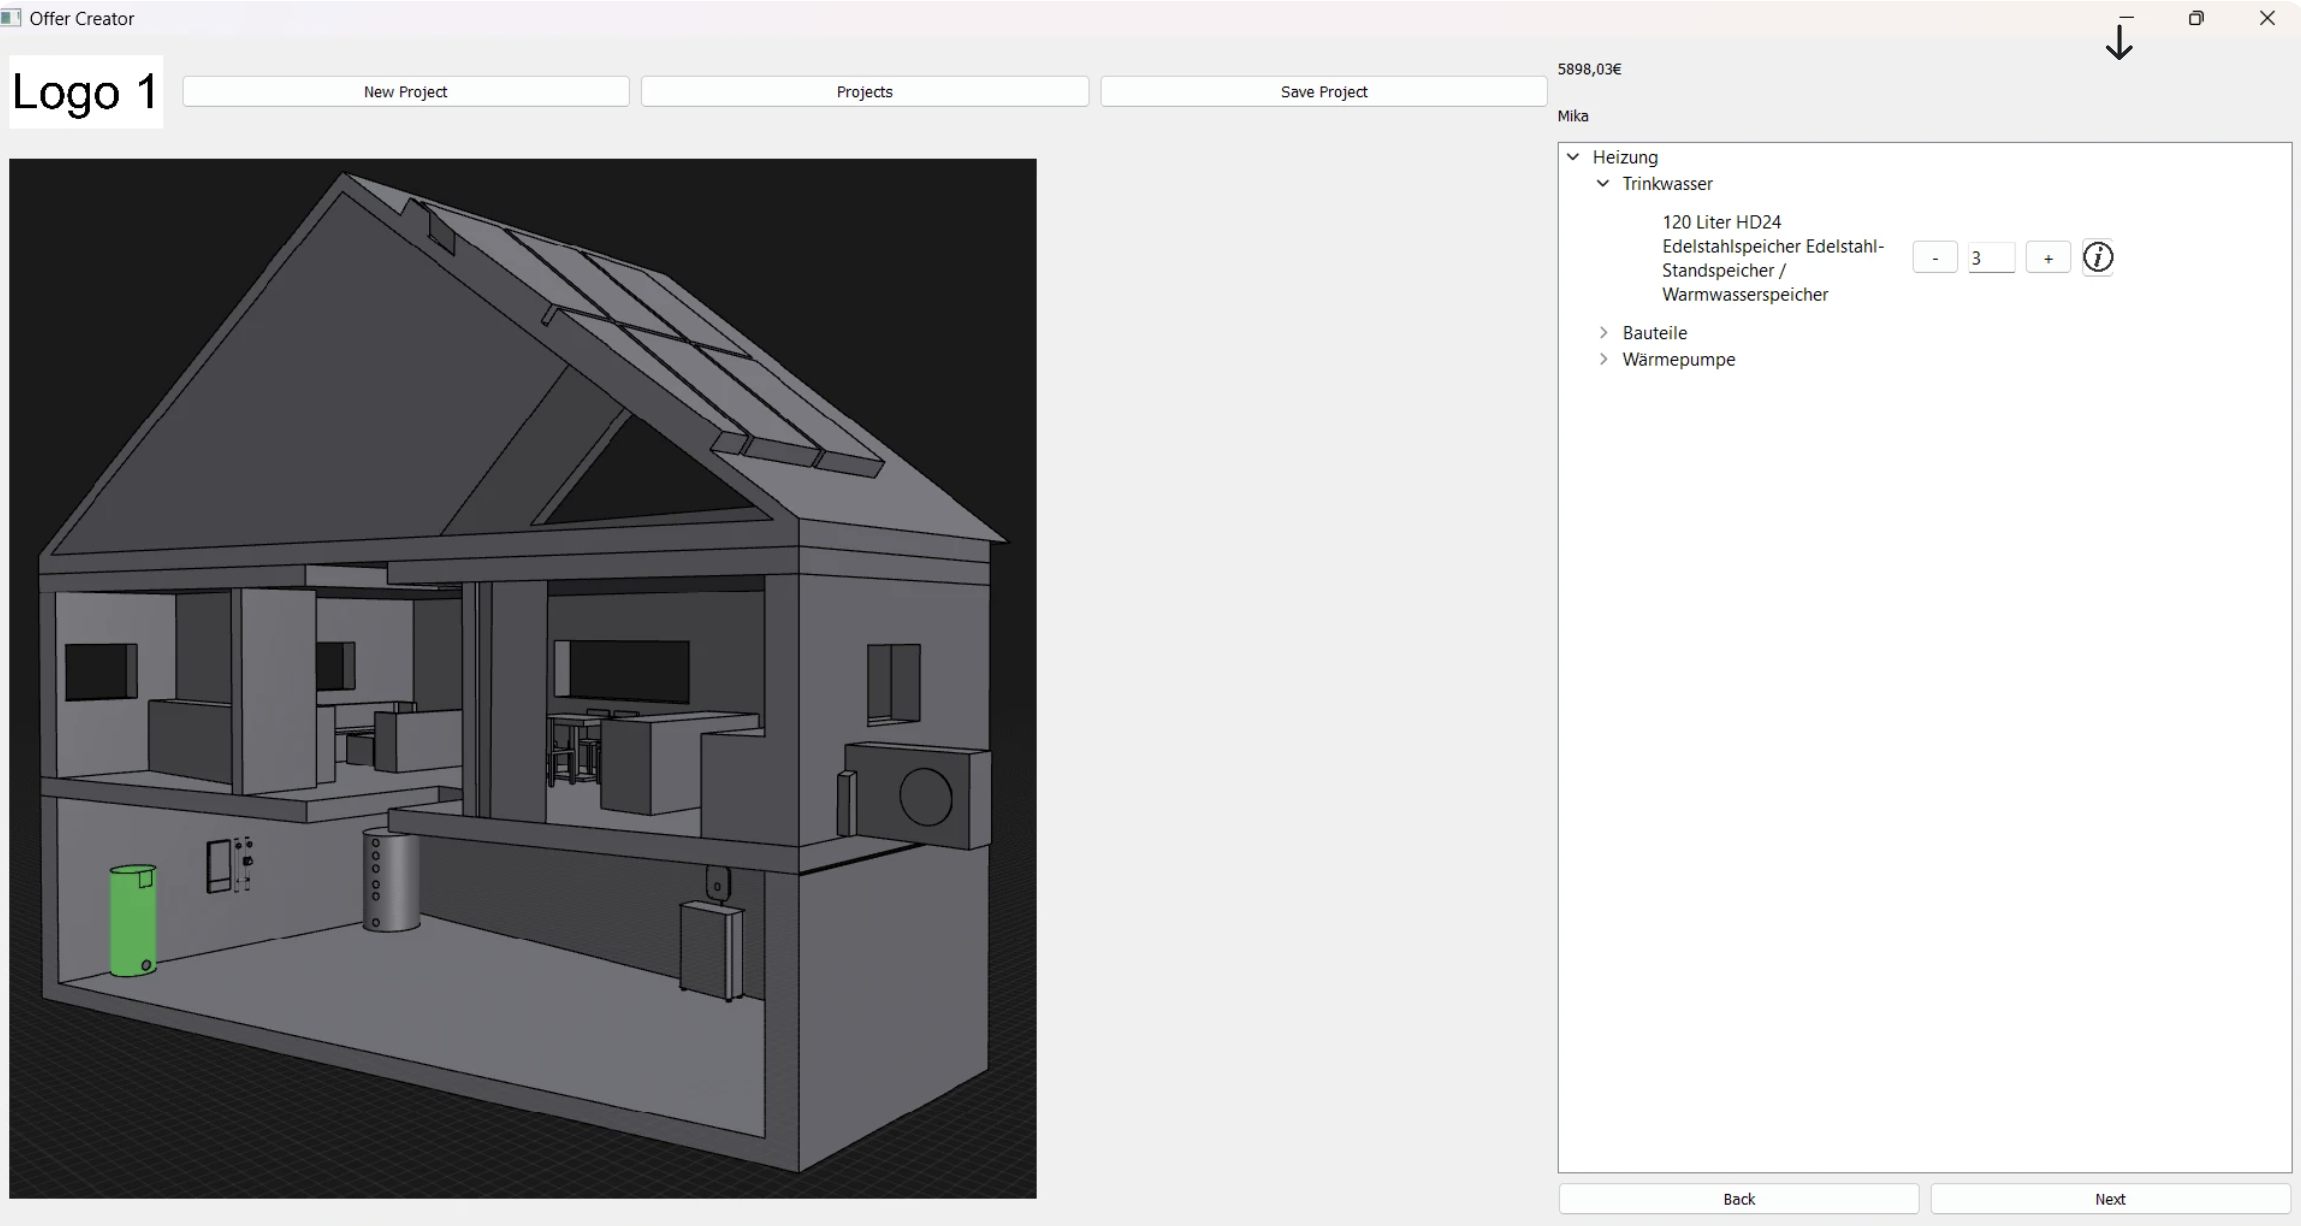 Offer Creator
Logo 1
New Project
Projects
Save Project
5898,03€
Mika
Heizung
Trinkwasser
120 Liter HD24
Edelstahlspeicher Edelstahl-
Standspeicher /
Warmwasserspeicher
- 3 +
i
Bauteile
Wärmepumpe
Back
Next